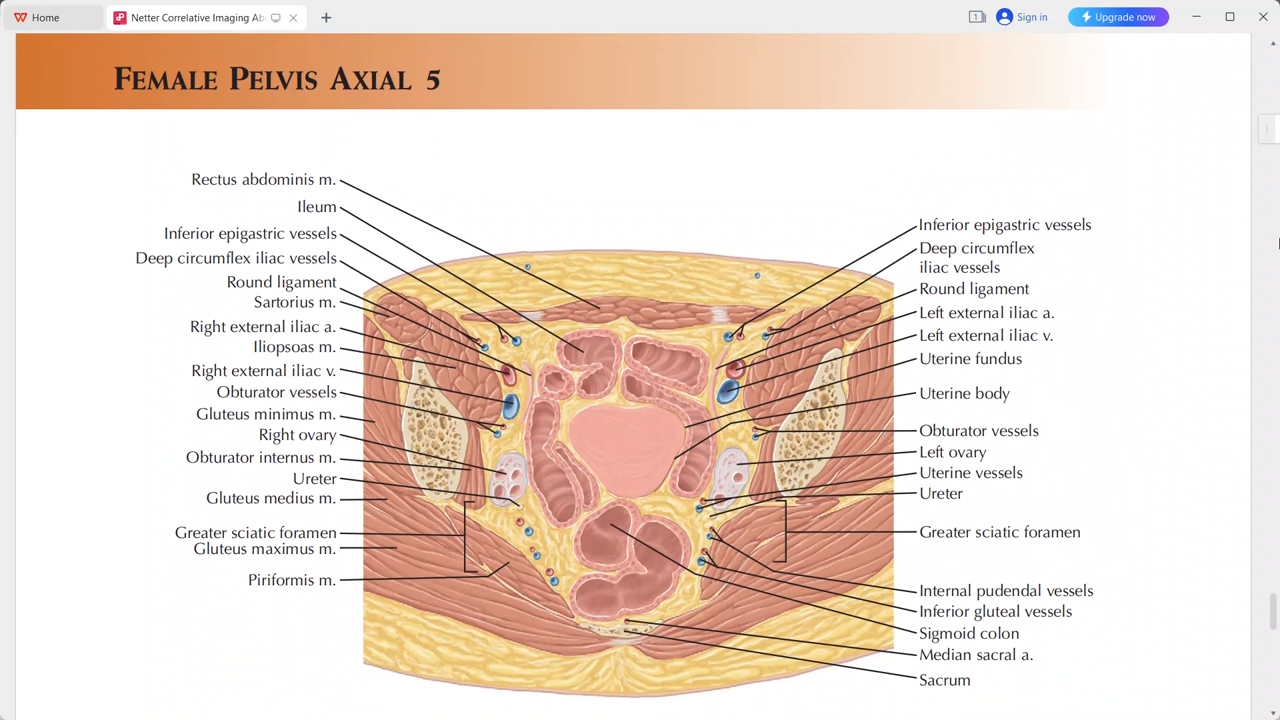 Home
Netter Correlative Imaging Ab
1
Sign in
Upgrade now
FEMALE PELVIS AXIAL 5
Rectus abdominis m.
Ileum
Inferior epigastric vessels
Deep circumflex iliac vessels
Round ligament
Sartorius m.
Right external iliac a.
Iliopsoas m.
Right external iliac v.
Obturator vessels
Gluteus minimus m.
Right ovary
Obturator internus m.
Ureter
Gluteus medius m.
Greater sciatic foramen
Gluteus maximus m.
Piriformis m.
Inferior epigastric vessels
Deep circumflex
iliac vessels
Round ligament
Left external iliac a.
Left external iliac v.
Uterine fundus
Uterine body
Obturator vessels
Left ovary
Uterine vessels
Ureter
Greater sciatic foramen
Internal pudendal vessels
Inferior gluteal vessels
Sigmoid colon
Median sacral a.
Sacrum